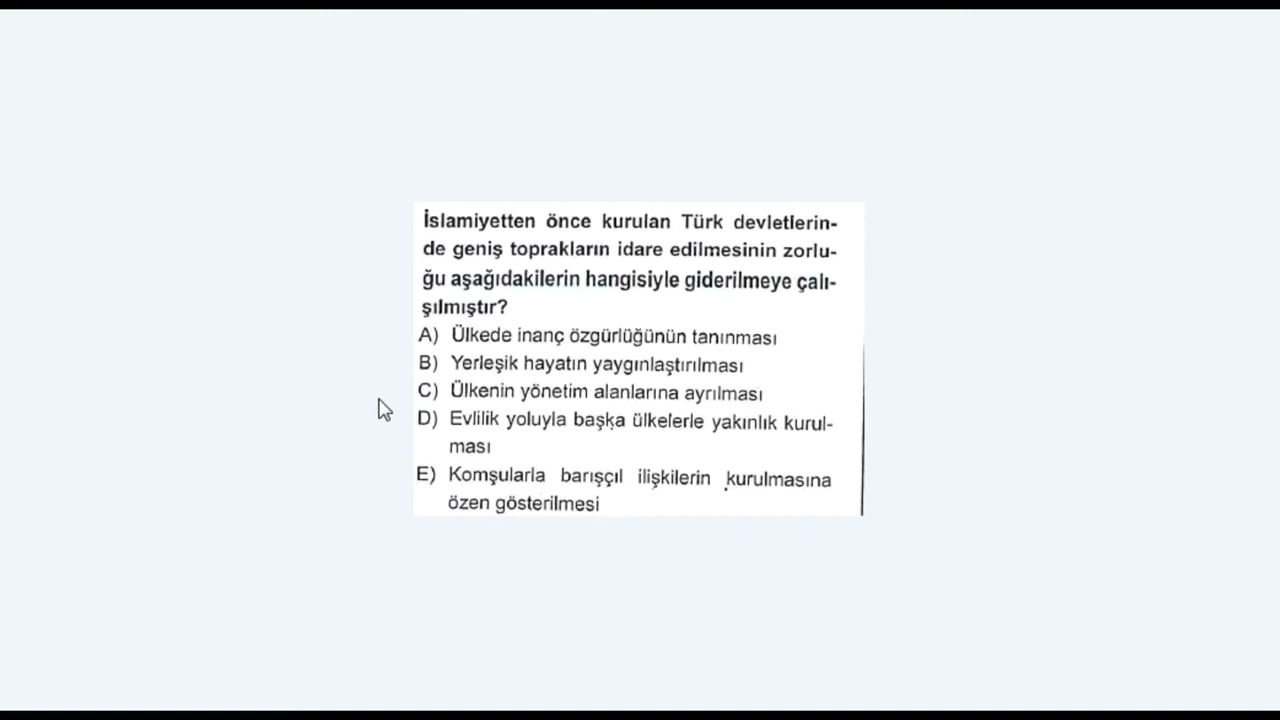 İslamiyetten önce kurulan Türk devletlerin-
de geniş toprakların idare edilmesinin zorlu-
ğu aşağıdakilerin hangisiyle giderilmeye çalı-
şılmıştır?
A) Ülkede inanç özgürlüğünün tanınması
B) Yerleşik hayatın yaygınlaştırılması
C) Ülkenin yönetim alanlarına ayrılması
D) Evlilik yoluyla başka ülkelerle yakınlık kurul-
ması
E) Komşularla barışçıl ilişkilerin kurulmasına
özen gösterilmesi